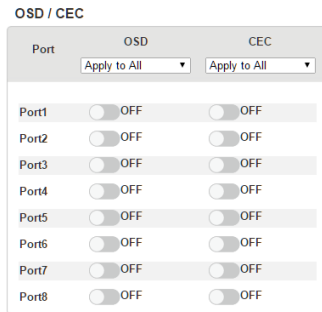 OSD / CEC
Port OSD CEC
Apply to All Apply to All
Port1 OFF OFF
Port2 OFF OFF
Port3 OFF OFF
Port4 OFF OFF
Port5 OFF OFF
Port6 OFF OFF
Port7 OFF OFF
Port8 OFF OFF